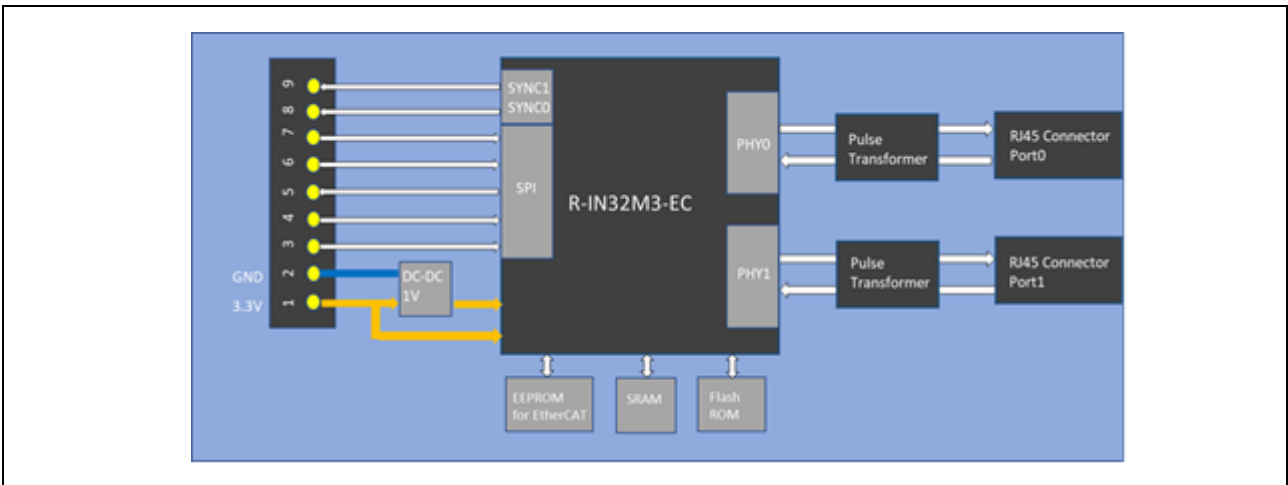 9
8
7
6
5
4
3
2
1
GND
3.3V
DC-DC
1V
SYNC1
SYNC0
SPI
R-IN32M3-EC
PHY0
PHY1
Pulse
Transformer
RJ45 Connector
Port0
Pulse
Transformer
RJ45 Connector
Port1
EEPROM
for EtherCAT
SRAM
Flash
ROM